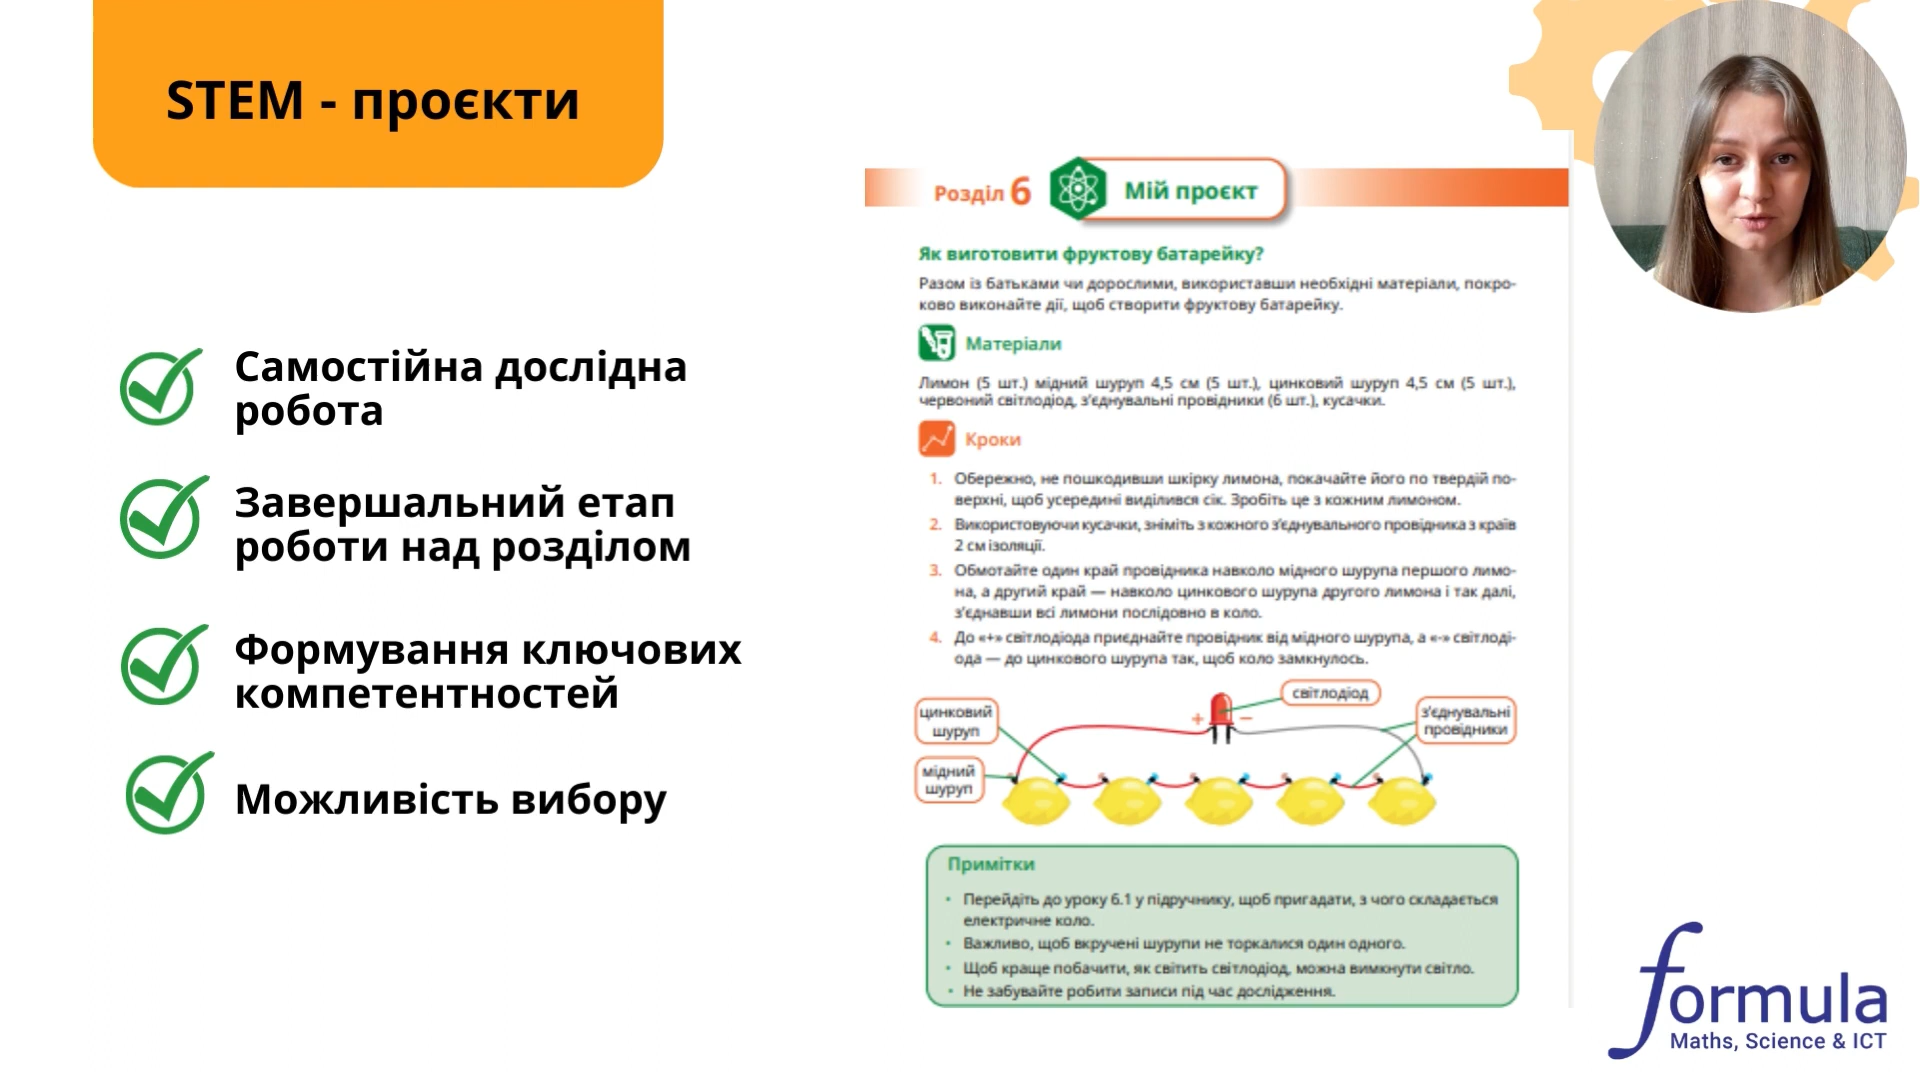 STEM - проєкти
Самостійна дослідна
робота
Завершальний етап
роботи над розділом
Формування ключових
компетентностей
Можливість вибору
Розділ 6
Мій проєкт
Як виготовити фруктову батарейку?
Разом із батьками чи дорослими, використавши необхідні матеріали, покро-
ково виконайте дії, щоб створити фруктову батарейку.
Матеріали
Лимон (5 шт.) мідний шуруп 4,5 см (5 шт.), цинковий шуруп 4,5 см (5 шт.),
червоний світлодіод, з’єднувальні провідники (6 шт.), кусачки.
Кроки
1. Обережно, не пошкодивши шкірку лимона, покачайте його по твердій по-
верхні, щоб усередині виділився сік. Зробіть це з кожним лимоном.
2. Використовуючи кусачки, зніміть з кожного з’єднувального провідника з країв
2 см ізоляції.
3. Обмотайте один край провідника навколо мідного шурупа першого лимо-
на, а другий край — навколо цинкового шурупа другого лимона і так далі,
з’єднавши всі лимони послідовно в коло.
4. До «+» світлодіода приєднайте провідник від мідного шурупа, а «-» світлоді-
ода — до цинкового шурупа так, щоб коло замкнулось.
світлодіод
цинковий
шуруп
+ −
з’єднувальні
провідники
мідний
шуруп
Примітки
• Перейдіть до уроку 6.1 у підручнику, щоб пригадати, з чого складається
електричне коло.
• Важливо, щоб вкручені шурупи не торкалися один одного.
• Щоб краще побачити, як світить світлодіод, можна вимкнути світло.
• Не забувайте робити записи під час дослідження.
formula
Maths, Science & ICT